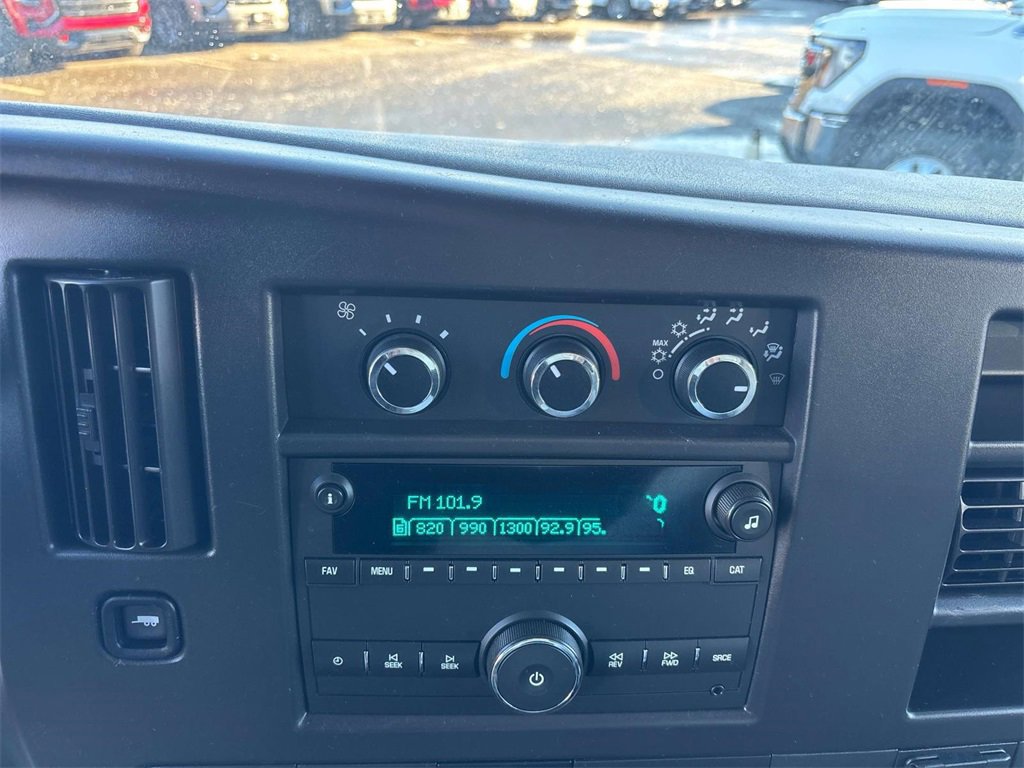 MAX
i
FM 101.9
6 820 990 1300 92.9 95.
FAV MENU EQ CAT
SEEK SEEK REV FWD SRCE